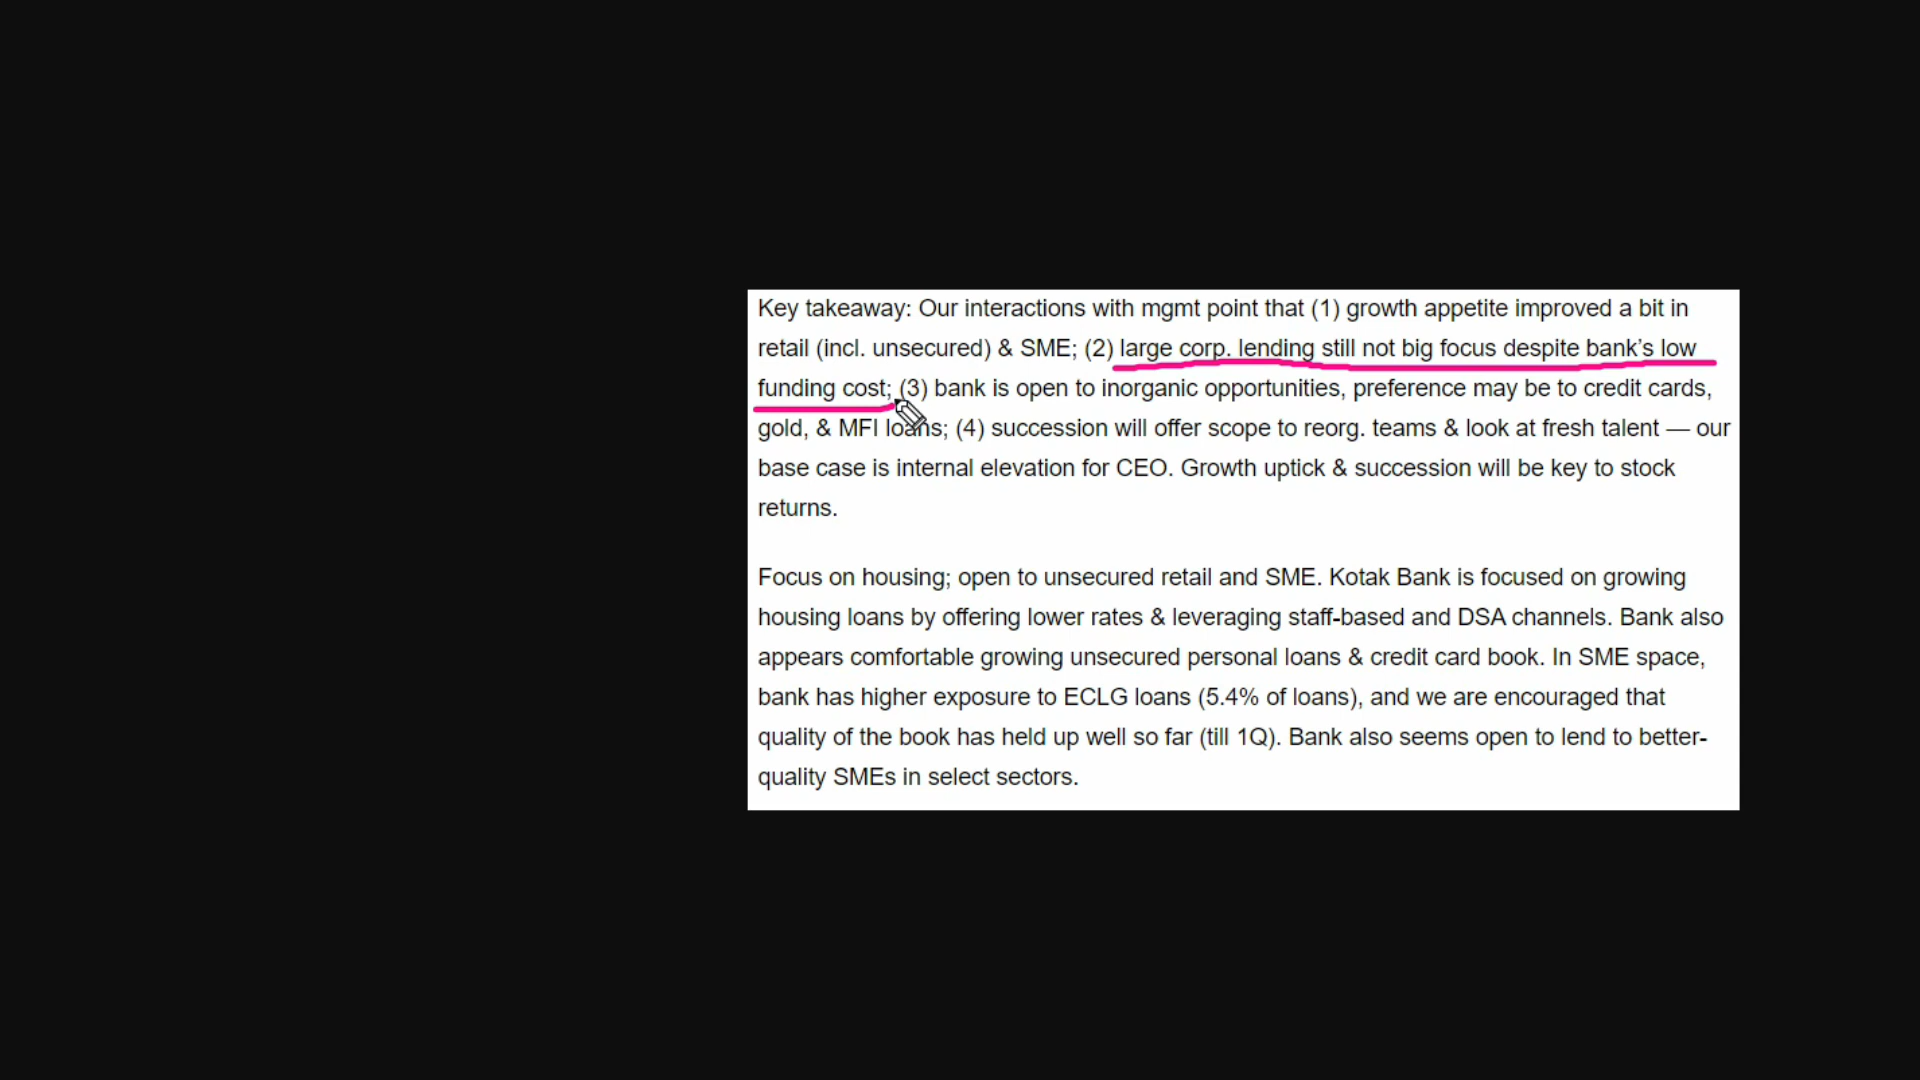 Key takeaway: Our interactions with mgmt point that (1) growth appetite improved a bit in
retail (incl. unsecured) & SME; (2) large corp. lending still not big focus despite bank's low
funding cost; (3) bank is open to inorganic opportunities, preference may be to credit cards,
gold, & MFI loans; (4) succession will offer scope to reorg. teams & look at fresh talent — our
base case is internal elevation for CEO. Growth uptick & succession will be key to stock
returns.
Focus on housing; open to unsecured retail and SME. Kotak Bank is focused on growing
housing loans by offering lower rates & leveraging staff-based and DSA channels. Bank also
appears comfortable growing unsecured personal loans & credit card book. In SME space,
bank has higher exposure to ECLG loans (5.4% of loans), and we are encouraged that
quality of the book has held up well so far (till 1Q). Bank also seems open to lend to better-
quality SMEs in select sectors.